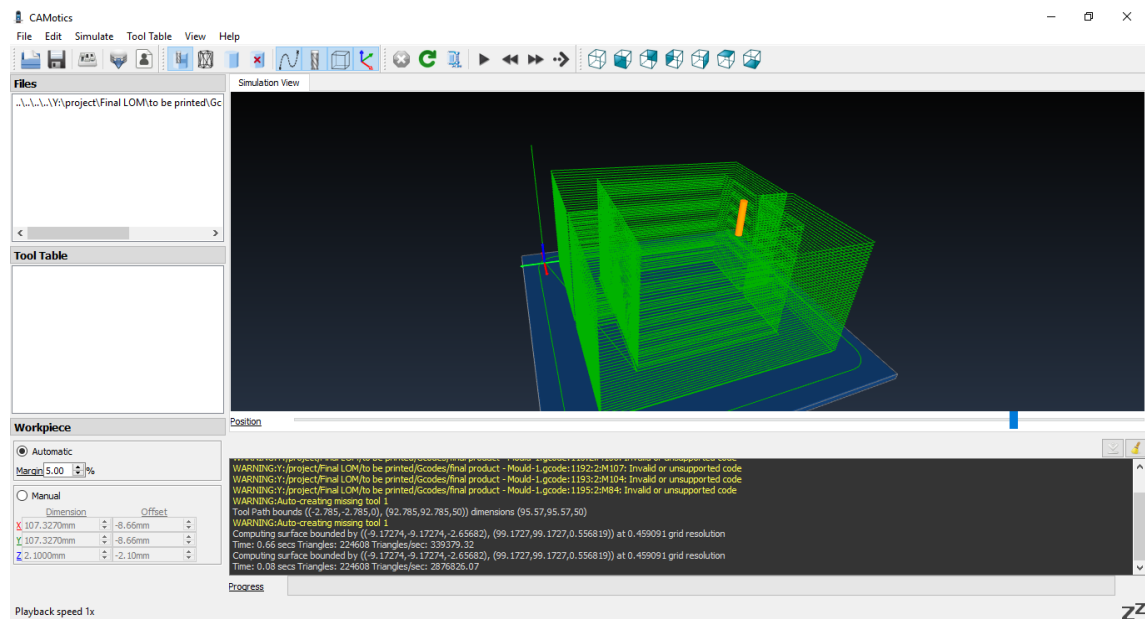 CAMotics
File Edit Simulate Tool Table View Help
Files
Simulation View
..\..\..\..\Y:\project\Final LOM\to be printed\Gc
Tool Table
Workpiece
Position
Automatic
Margin 5.00 %
Manual
Dimension Offset
X 107.3270mm -8.66mm
Y 107.3270mm -8.66mm
Z 2.1000mm -2.10mm
WARNING:Y:/project/Final LOM/to be printed/Gcodes/final product - Mould-1.gcode:1192:2:M107: Invalid or unsupported code
WARNING:Y:/project/Final LOM/to be printed/Gcodes/final product - Mould-1.gcode:1193:2:M104: Invalid or unsupported code
WARNING:Y:/project/Final LOM/to be printed/Gcodes/final product - Mould-1.gcode:1195:2:M84: Invalid or unsupported code
WARNING:Auto-creating missing tool 1
Tool Path bounds ((-2.785,-2.785,0), (92.785,92.785,50)) dimensions (95.57,95.57,50)
WARNING:Auto-creating missing tool 1
Computing surface bounded by ((-9.17274,-9.17274,-2.65682), (99.1727,99.1727,0.556819)) at 0.459091 grid resolution
Time: 0.66 secs Triangles: 224608 Triangles/sec: 339379.32
Computing surface bounded by ((-9.17274,-9.17274,-2.65682), (99.1727,99.1727,0.556819)) at 0.459091 grid resolution
Time: 0.08 secs Triangles: 224608 Triangles/sec: 2876826.07
Progress
Playback speed 1x